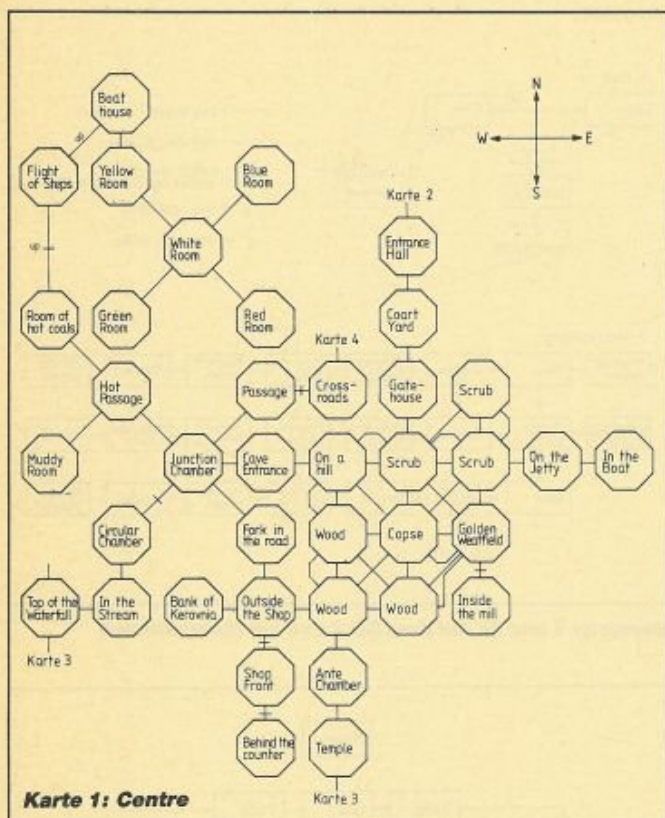 Boat
house
N
W
E
S
up
Flight
of Steps
Yellow
Room
Blue
Room
Karte 2
White
Room
Entrance
Hall
up
Room of
hot coals
Green
Room
Red
Room
Court
Yard
Karte 4
Hot
Passage
Passage
Cross-
roads
Gate-
house
Scrub
Muddy
Room
Junction
Chamber
Cave
Entrance
On a
hill
Scrub
Scrub
On the
Jetty
In the
Boat
Circular
Chamber
Fork in
the road
Wood
Copse
Golden
Weatfield
Top of the
waterfall
In the
Stream
Bank of
Kerovnia
Outside
the Shop
Wood
Wood
Inside
the mill
Karte 3
Shop
Front
Ante
Chamber
Behind the
counter
Temple
Karte 1: Centre
Karte 3